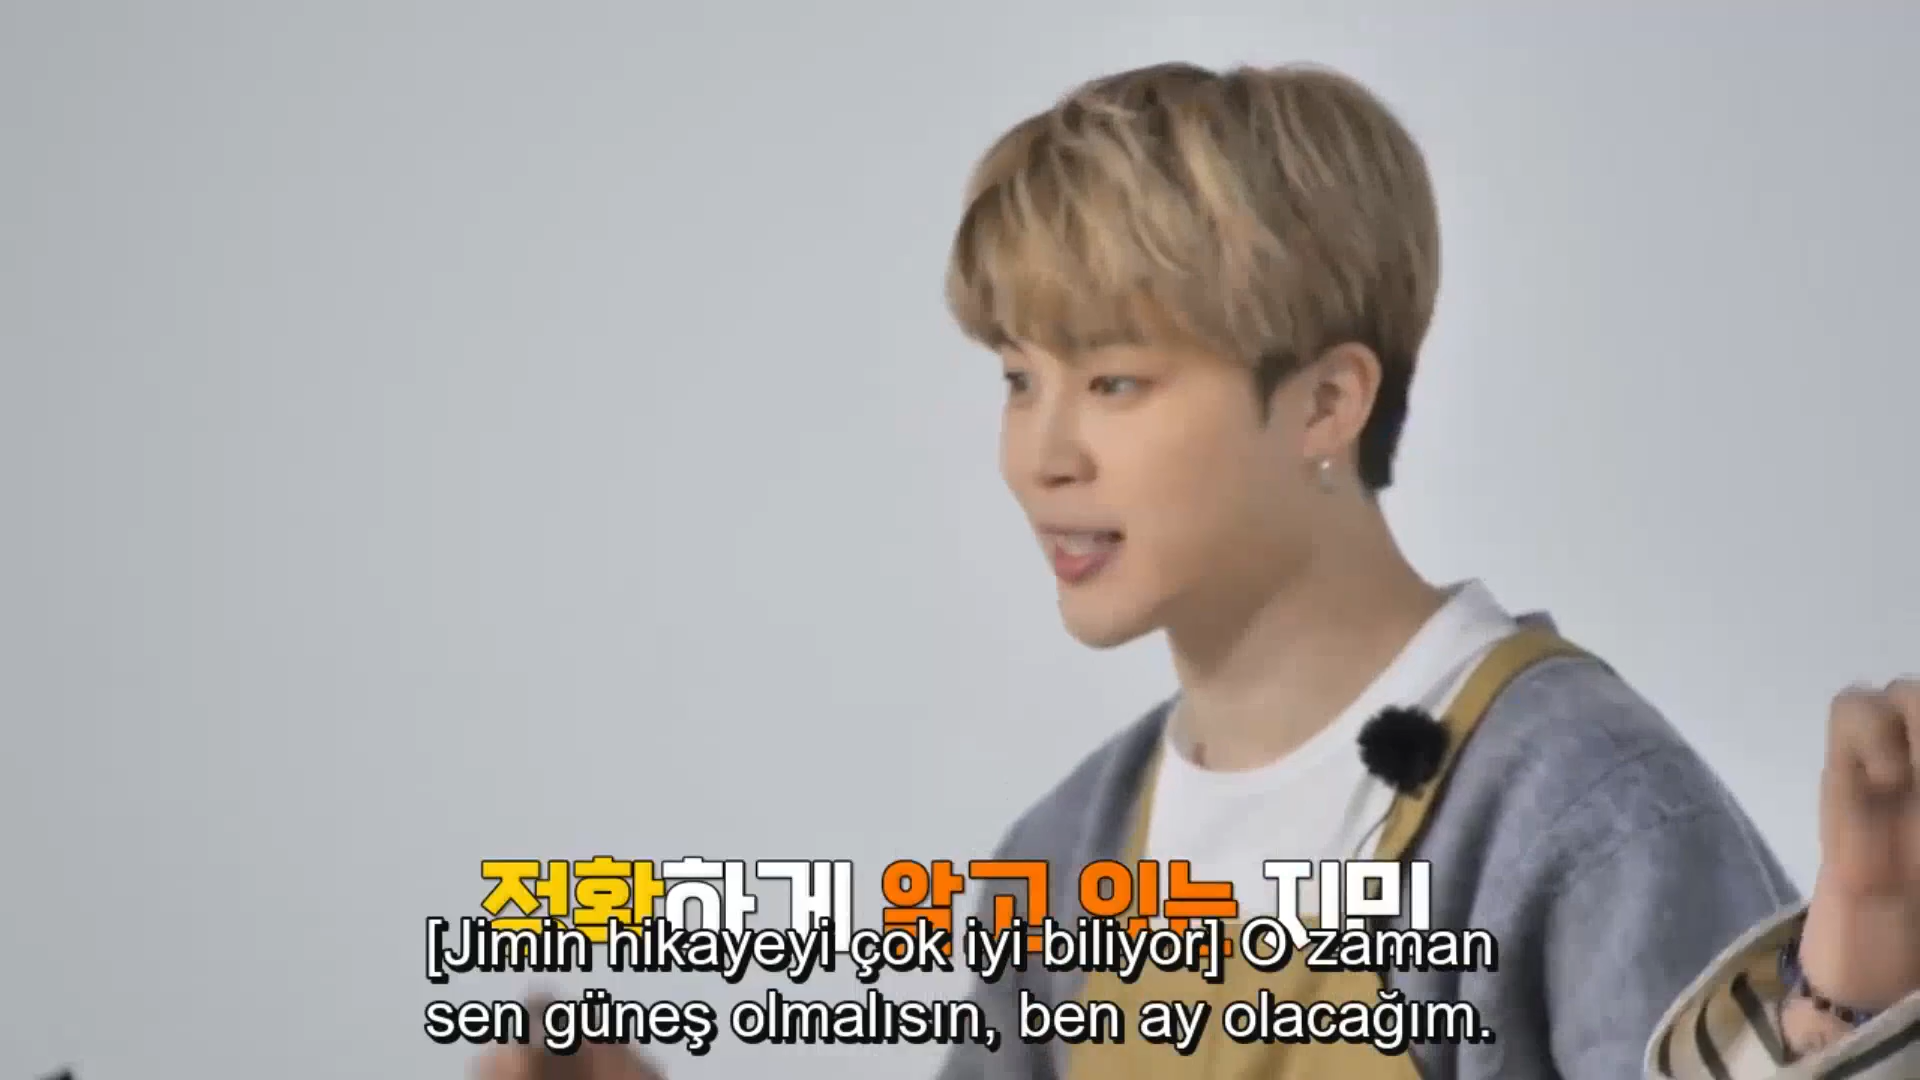 정확하게 알고 있는 지민
[Jimin hikayeyi çok iyi biliyor] O zaman
sen güneş olmalısın, ben ay olacağım.